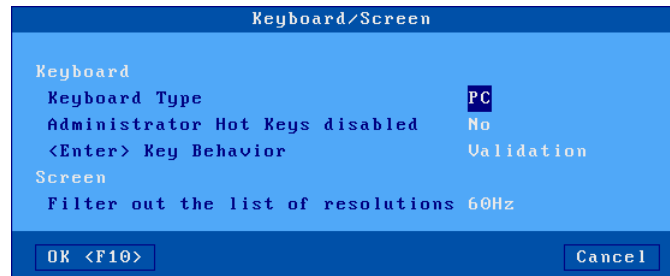 Keyboard/Screen
Keyboard
Keyboard Type PC
Administrator Hot Keys disabled No
<Enter> Key Behavior Validation
Screen
Filter out the list of resolutions 60Hz
OK <F10> Cancel